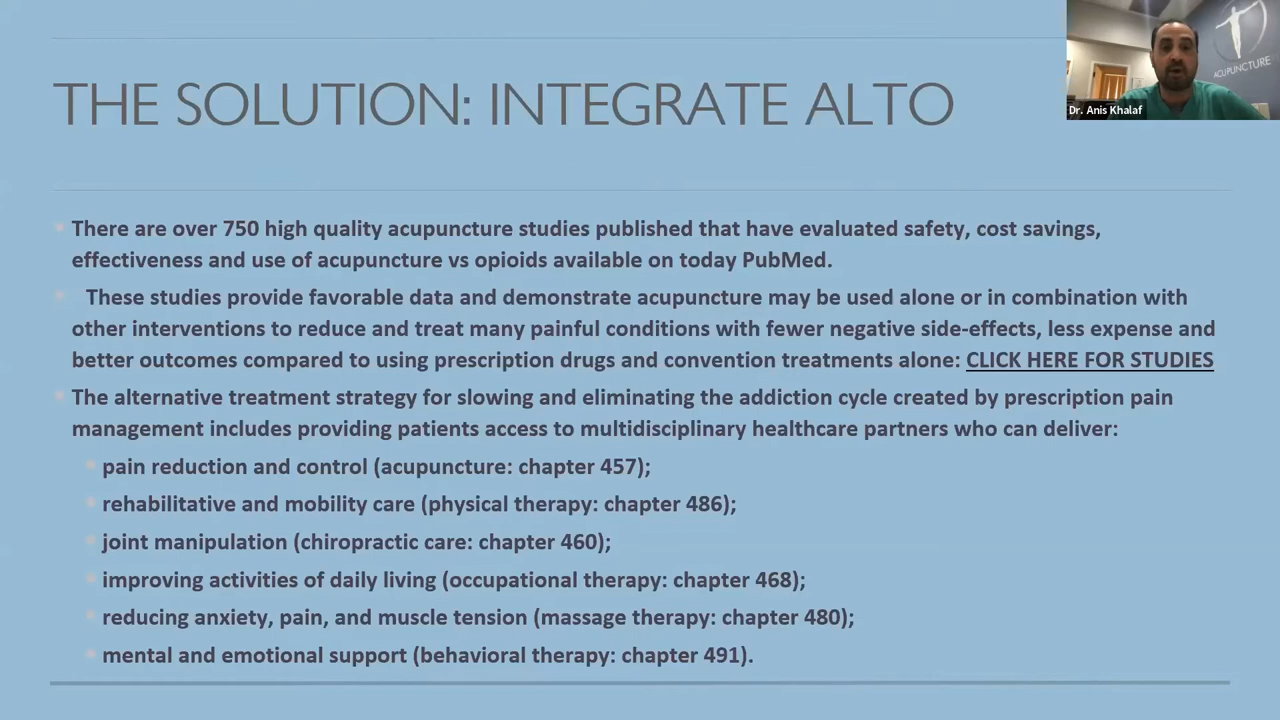 THE SOLUTION: INTEGRATE ALTO
ACUPUNCTURE
Dr. Anis Khalaf
There are over 750 high quality acupuncture studies published that have evaluated safety, cost savings,
effectiveness and use of acupuncture vs opioids available on today PubMed.
These studies provide favorable data and demonstrate acupuncture may be used alone or in combination with
other interventions to reduce and treat many painful conditions with fewer negative side-effects, less expense and
better outcomes compared to using prescription drugs and convention treatments alone: CLICK HERE FOR STUDIES
The alternative treatment strategy for slowing and eliminating the addiction cycle created by prescription pain
management includes providing patients access to multidisciplinary healthcare partners who can deliver:
pain reduction and control (acupuncture: chapter 457);
rehabilitative and mobility care (physical therapy: chapter 486);
joint manipulation (chiropractic care: chapter 460);
improving activities of daily living (occupational therapy: chapter 468);
reducing anxiety, pain, and muscle tension (massage therapy: chapter 480);
mental and emotional support (behavioral therapy: chapter 491).